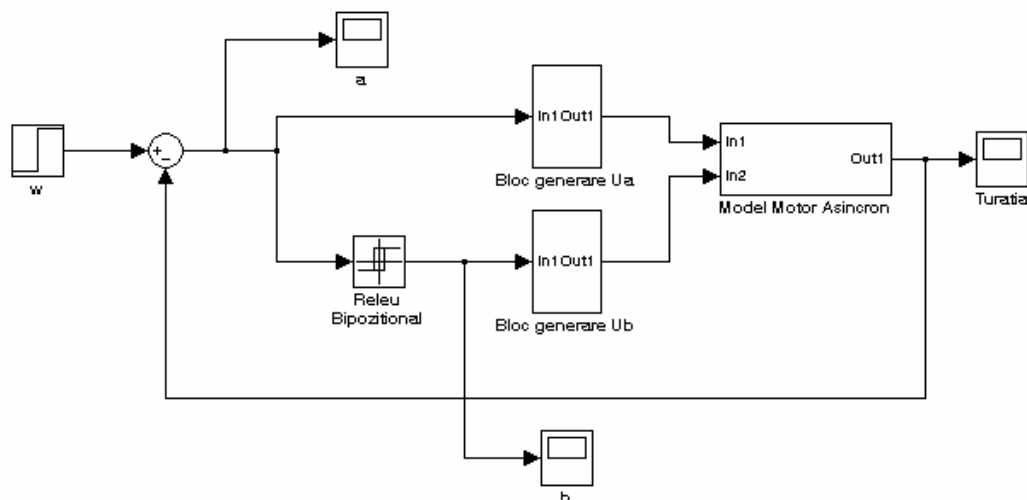 a
w
+
-
In1 Out1
Bloc generare Ua
In1
In2
Out1
Model Motor Asincron
Turatia
Releu
Bipozitional
In1 Out1
Bloc generare Ub
b